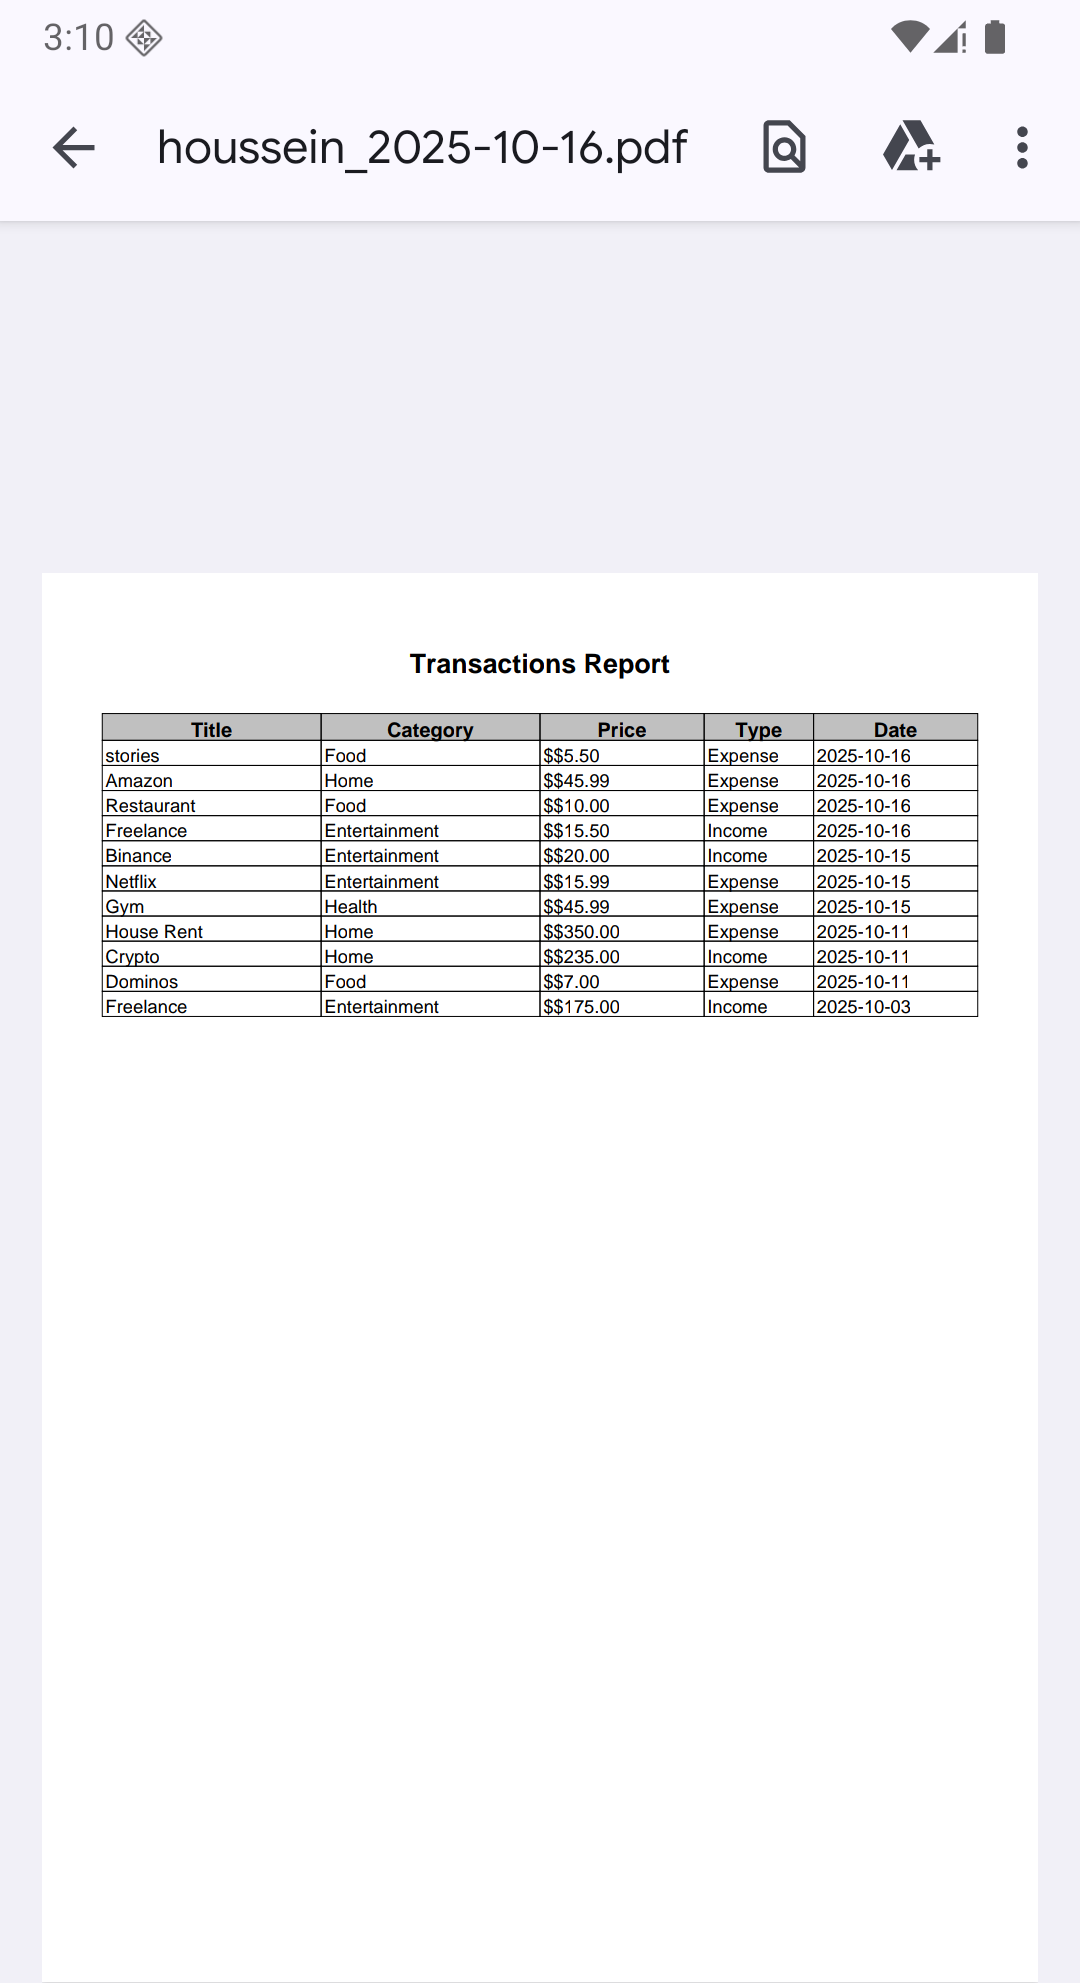 3:10
houssein_2025-10-16.pdf
Transactions Report
Title Category Price Type Date
stories Food $$5.50 Expense 2025-10-16
Amazon Home $$45.99 Expense 2025-10-16
Restaurant Food $$10.00 Expense 2025-10-16
Freelance Entertainment $$15.50 Income 2025-10-16
Binance Entertainment $$20.00 Income 2025-10-15
Netflix Entertainment $$15.99 Expense 2025-10-15
Gym Health $$45.99 Expense 2025-10-15
House Rent Home $$350.00 Expense 2025-10-11
Crypto Home $$235.00 Income 2025-10-11
Dominos Food $$7.00 Expense 2025-10-11
Freelance Entertainment $$175.00 Income 2025-10-03